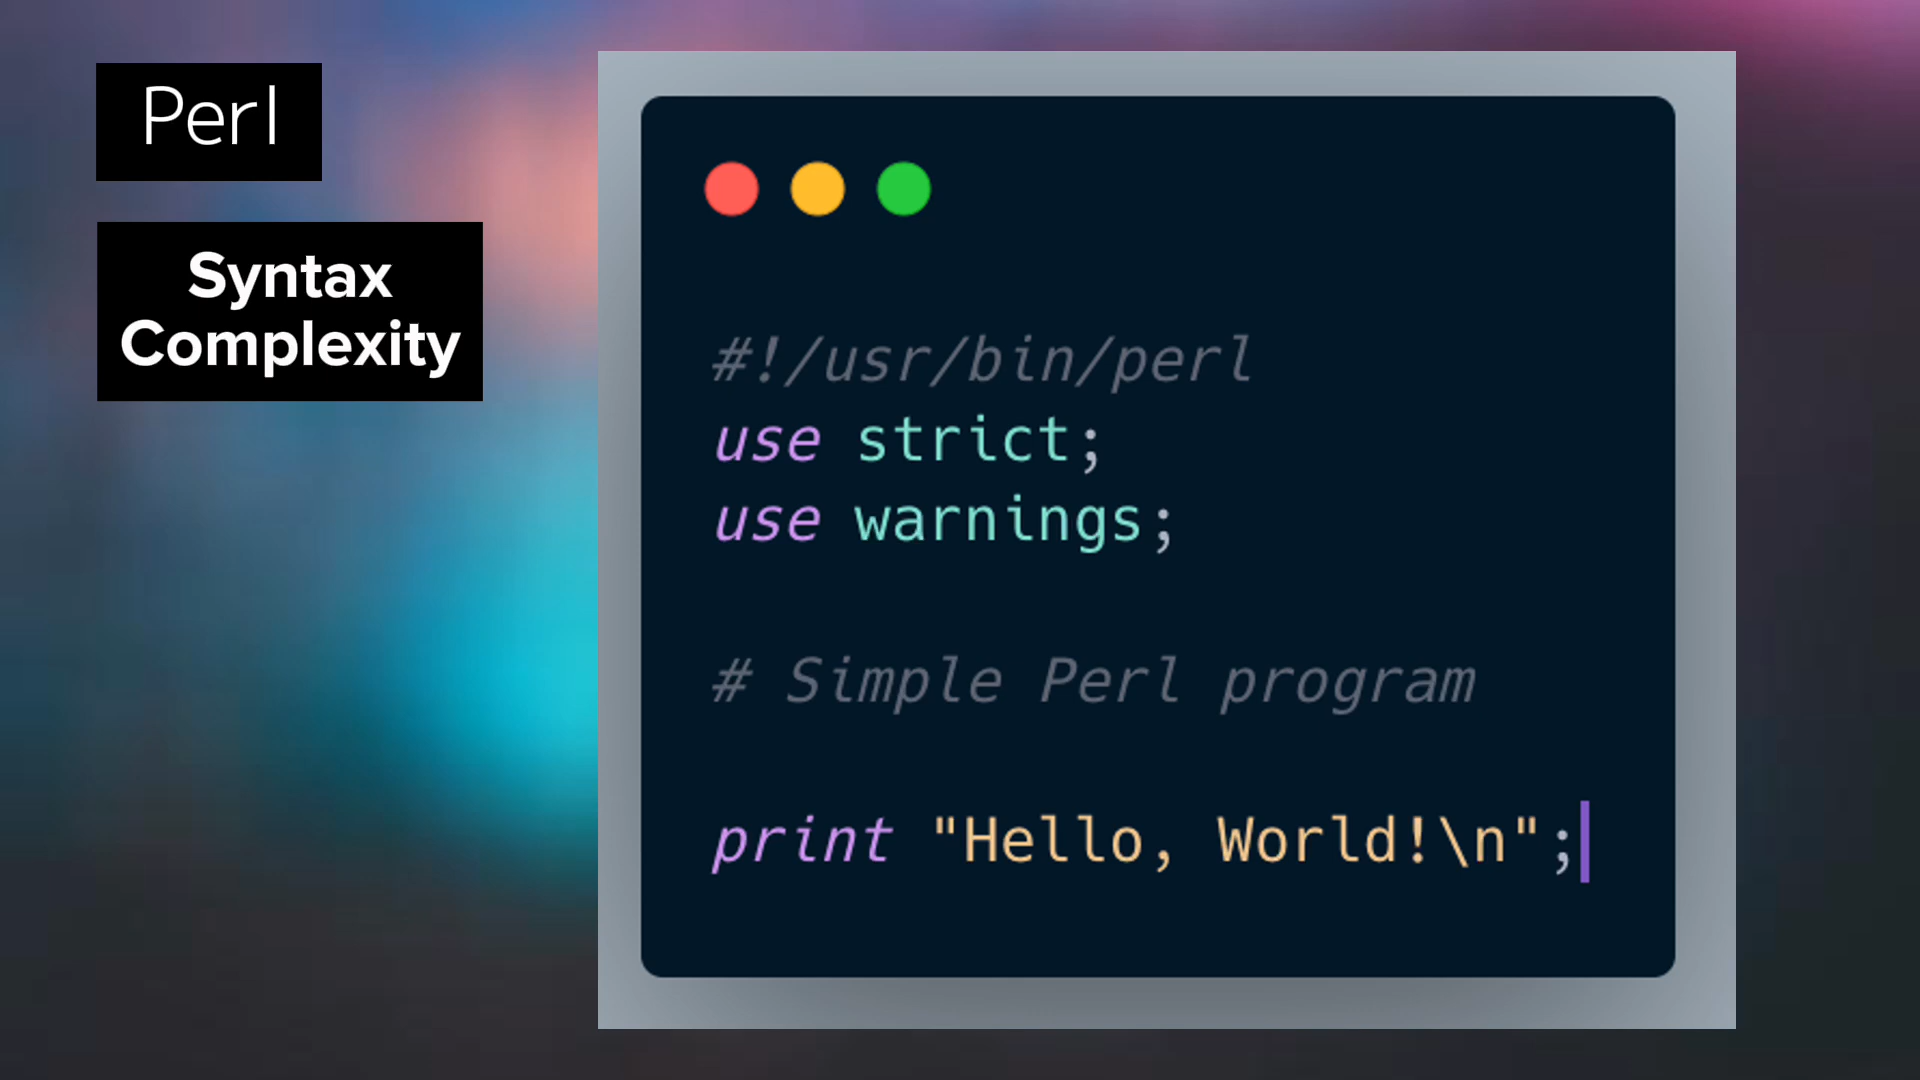 Perl
Syntax
Complexity
#!/usr/bin/perl
use strict;
use warnings;
# Simple Perl program
print "Hello, World!\n";